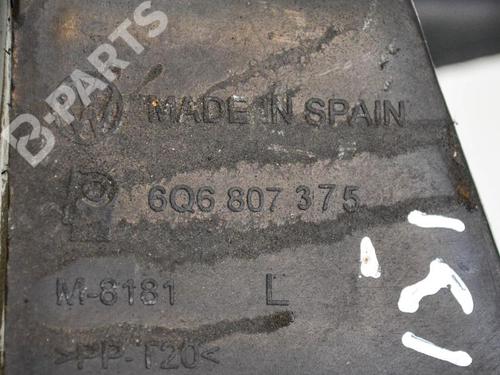 B-PARTS
MADE IN SPAIN
6Q6 807 375
M-8181 L
>PP-T20<